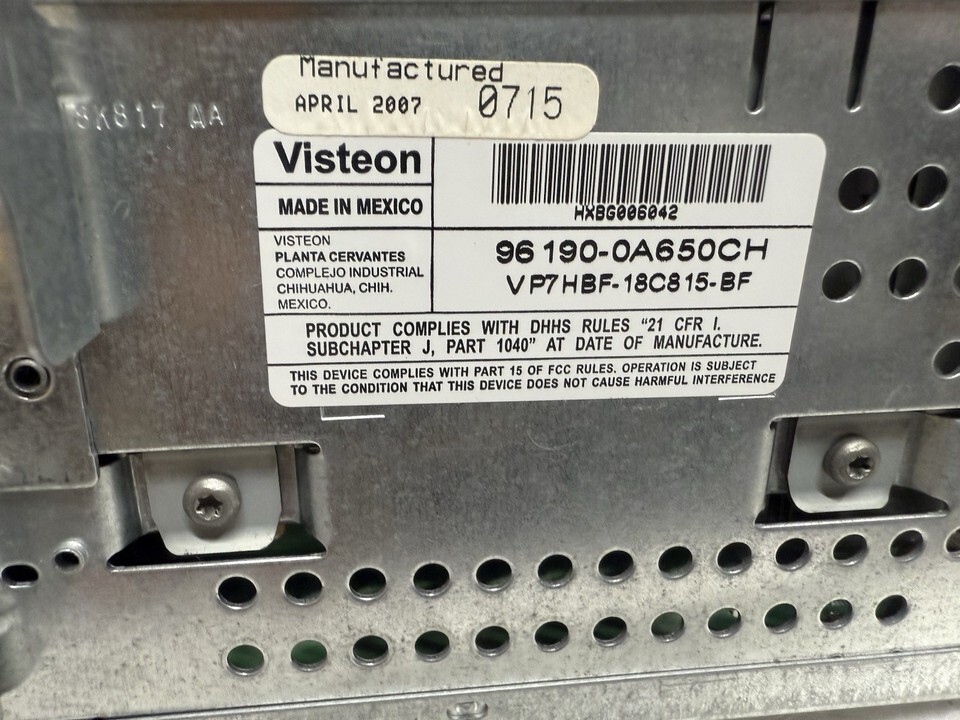 Manufactured
APRIL 2007 0715
8K817 AA
Visteon
MADE IN MEXICO
HXBG006042
VISTEON
PLANTA CERVANTES
COMPLEJO INDUSTRIAL
CHIHUAHUA, CHIH.
MEXICO.
96190-0A650CH
VP7HBF-18C815-BF
PRODUCT COMPLIES WITH DHHS RULES “21 CFR I.
SUBCHAPTER J, PART 1040” AT DATE OF MANUFACTURE.
THIS DEVICE COMPLIES WITH PART 15 OF FCC RULES. OPERATION IS SUBJECT
TO THE CONDITION THAT THIS DEVICE DOES NOT CAUSE HARMFUL INTERFERENCE